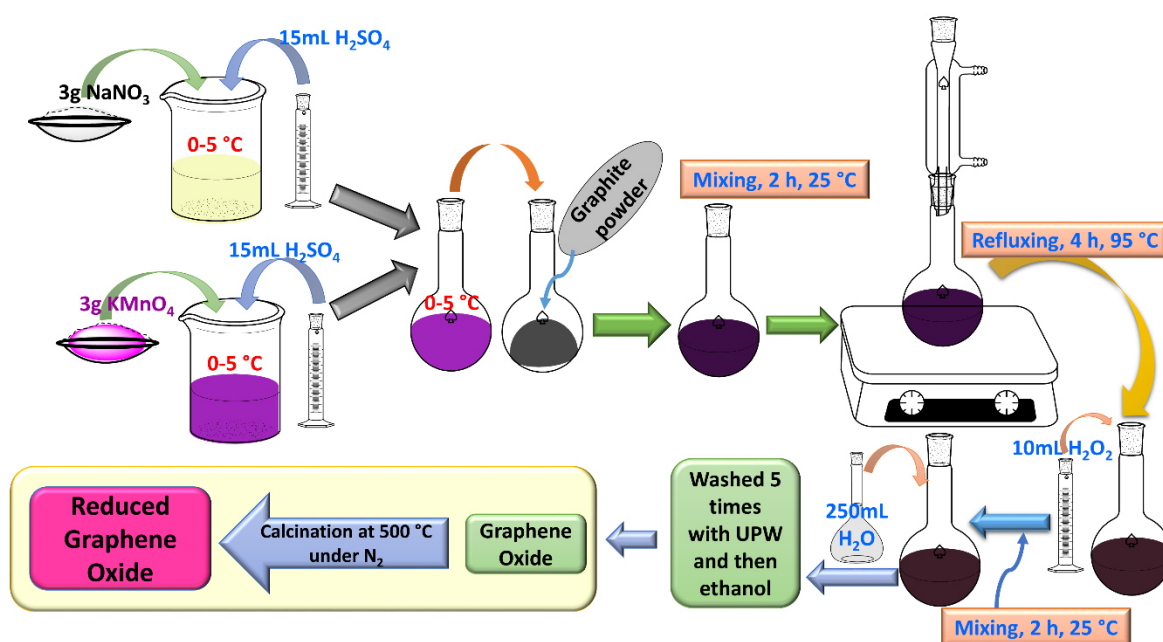 15mL H₂SO₄
3g NaNO₃
0-5 °C
15mL H₂SO₄
3g KMnO₄
0-5 °C
0-5 °C
Graphite
powder
Mixing, 2 h, 25 °C
Refluxing, 4 h, 95 °C
10mL H₂O₂
Mixing, 2 h, 25 °C
250mL
H₂O
Washed 5
times
with UPW
and then
ethanol
Graphene
Oxide
Calcination at 500 °C
under N₂
Reduced
Graphene
Oxide